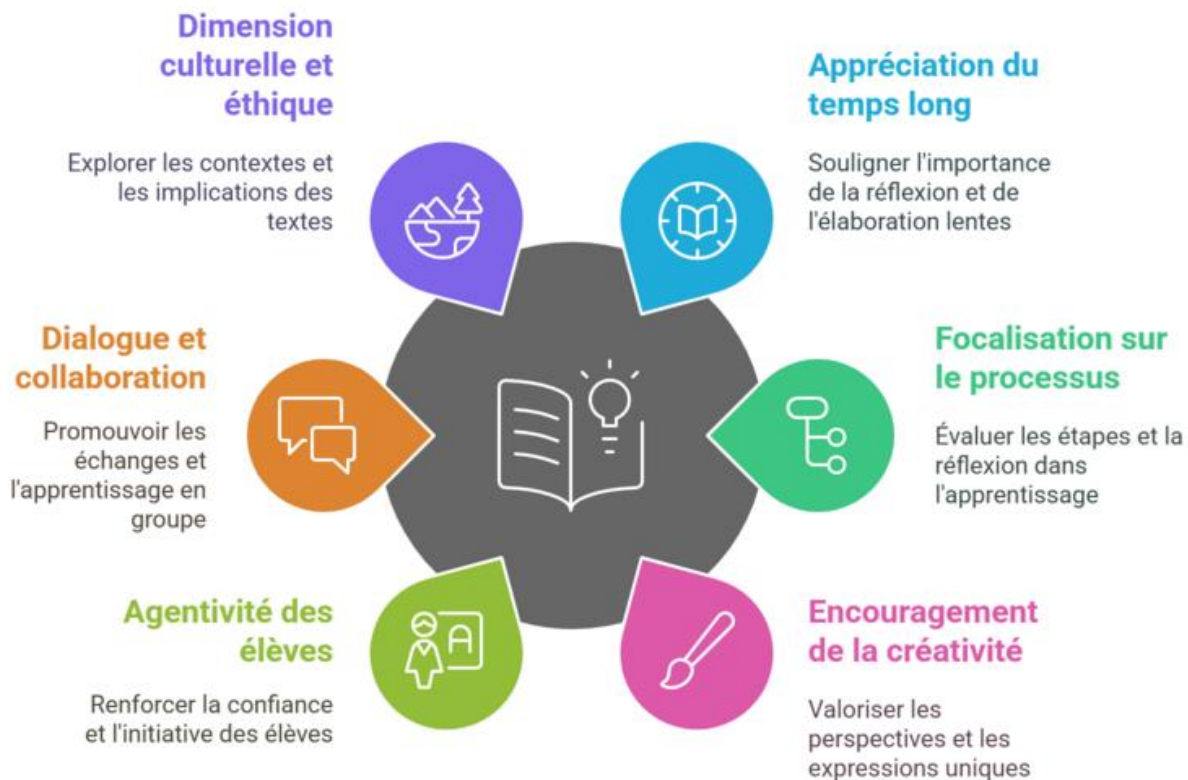 Dimension
culturelle et
éthique
Explorer les contextes et
les implications des
textes
Appréciation du
temps long
Souligner l'importance
de la réflexion et de
l'élaboration lentes
Dialogue et
collaboration
Promouvoir les
échanges et
l'apprentissage en
groupe
Focalisation sur
le processus
Évaluer les étapes et la
réflexion dans
l'apprentissage
Agentivité des
élèves
Renforcer la confiance
et l'initiative des élèves
Encouragement
de la créativité
Valoriser les
perspectives et les
expressions uniques